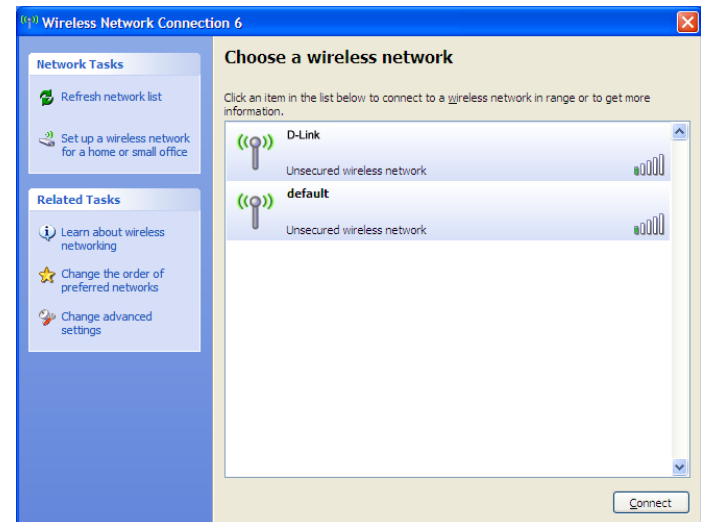 Wireless Network Connection 6
Network Tasks
Refresh network list
Set up a wireless network
for a home or small office
Related Tasks
Learn about wireless
networking
Change the order of
preferred networks
Change advanced
settings
Choose a wireless network
Click an item in the list below to connect to a wireless network in range or to get more
information.
D-Link
Unsecured wireless network
default
Unsecured wireless network
Connect